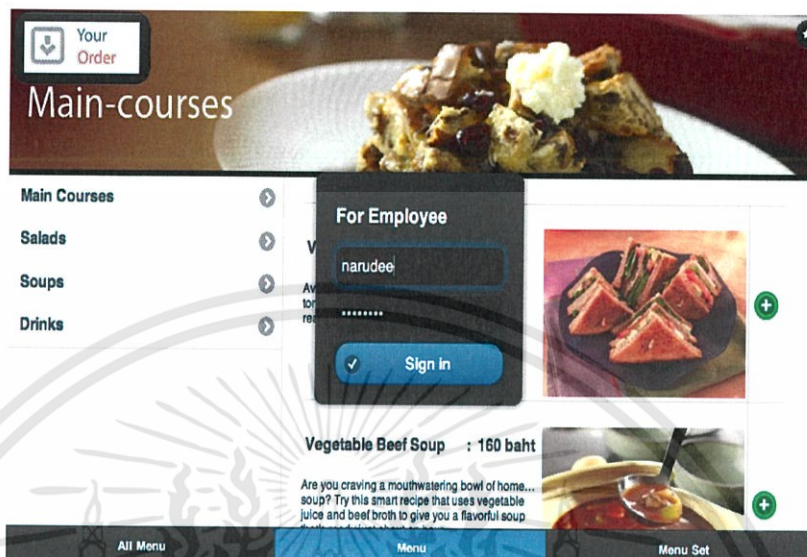 Your
Order
Main-courses
Main Courses
Salads
Soups
Drinks
For Employee
narudee
Sign in
Vegetable Beef Soup : 160 baht
Are you craving a mouthwatering bowl of home...
soup? Try this smart recipe that uses vegetable
juice and beef broth to give you a flavorful soup
All Menu
Menu
Menu Set